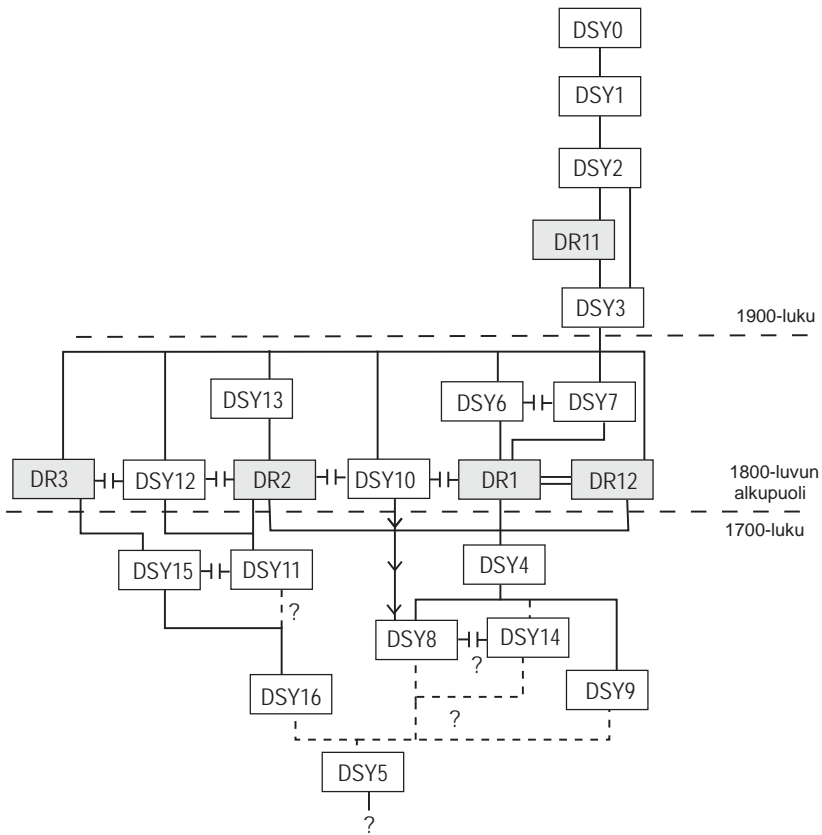 DSY0
DSY1
DSY2
DR11
DSY3
1900-luku
DSY13
DSY6
DSY7
DR3
DSY12
DR2
DSY10
DR1
DR12
1800-luvun
alkupuoli
1700-luku
DSY15
DSY11
DSY4
?
DSY8
DSY14
?
DSY16
DSY9
?
DSY5
?